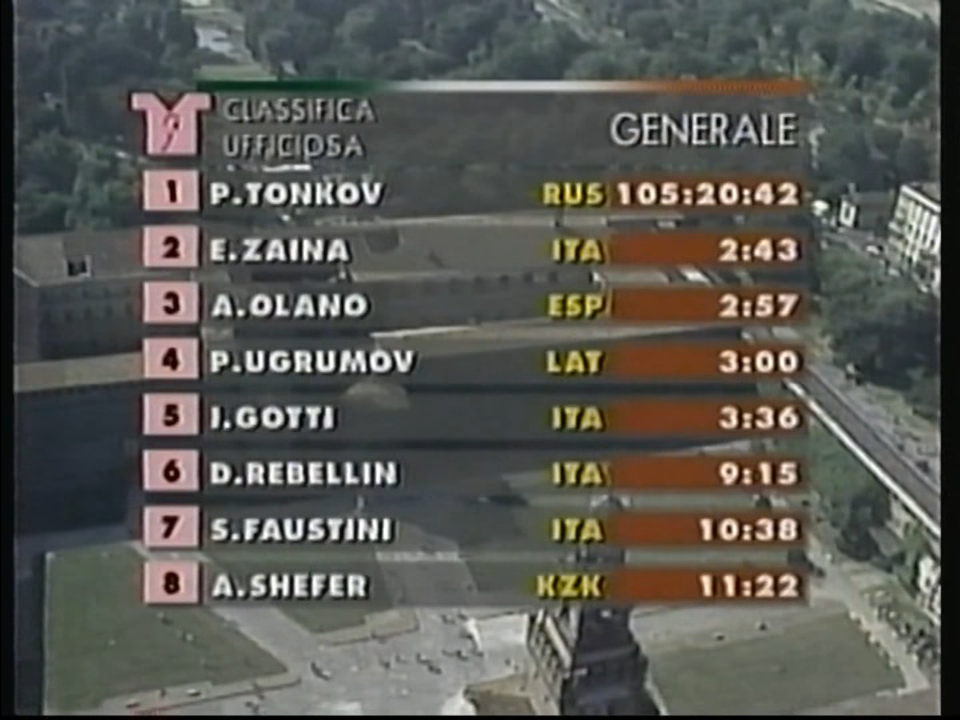 CLASSIFICA
UFFICIOSA
GENERALE
1 P.TONKOV RUS 105:20:42
2 E.ZAINA ITA 2:43
3 A.OLANO ESP 2:57
4 P.UGRUMOV LAT 3:00
5 I.GOTTI ITA 3:36
6 D.REBELLIN ITA 9:15
7 S.FAUSTINI ITA 10:38
8 A.SHEFER KZK 11:22